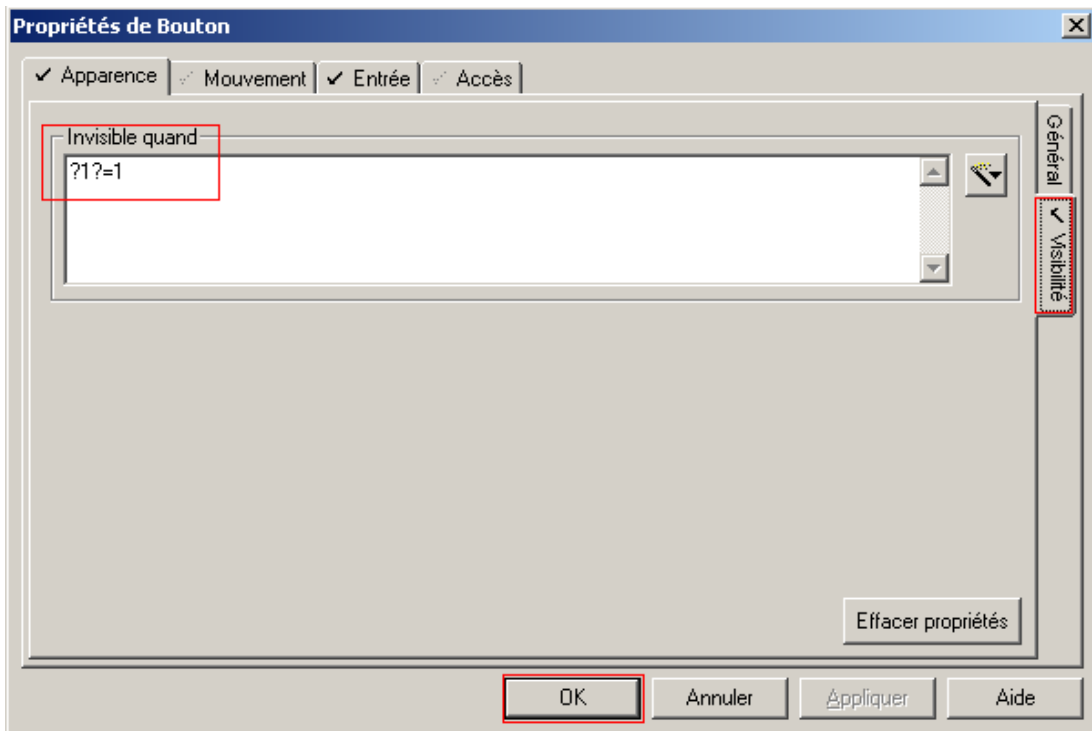 Propriétés de Bouton
Apparence Mouvement Entrée Accès
Invisible quand
?1?=1
Général
Visibilité
Effacer propriétés
OK Annuler Appliquer Aide